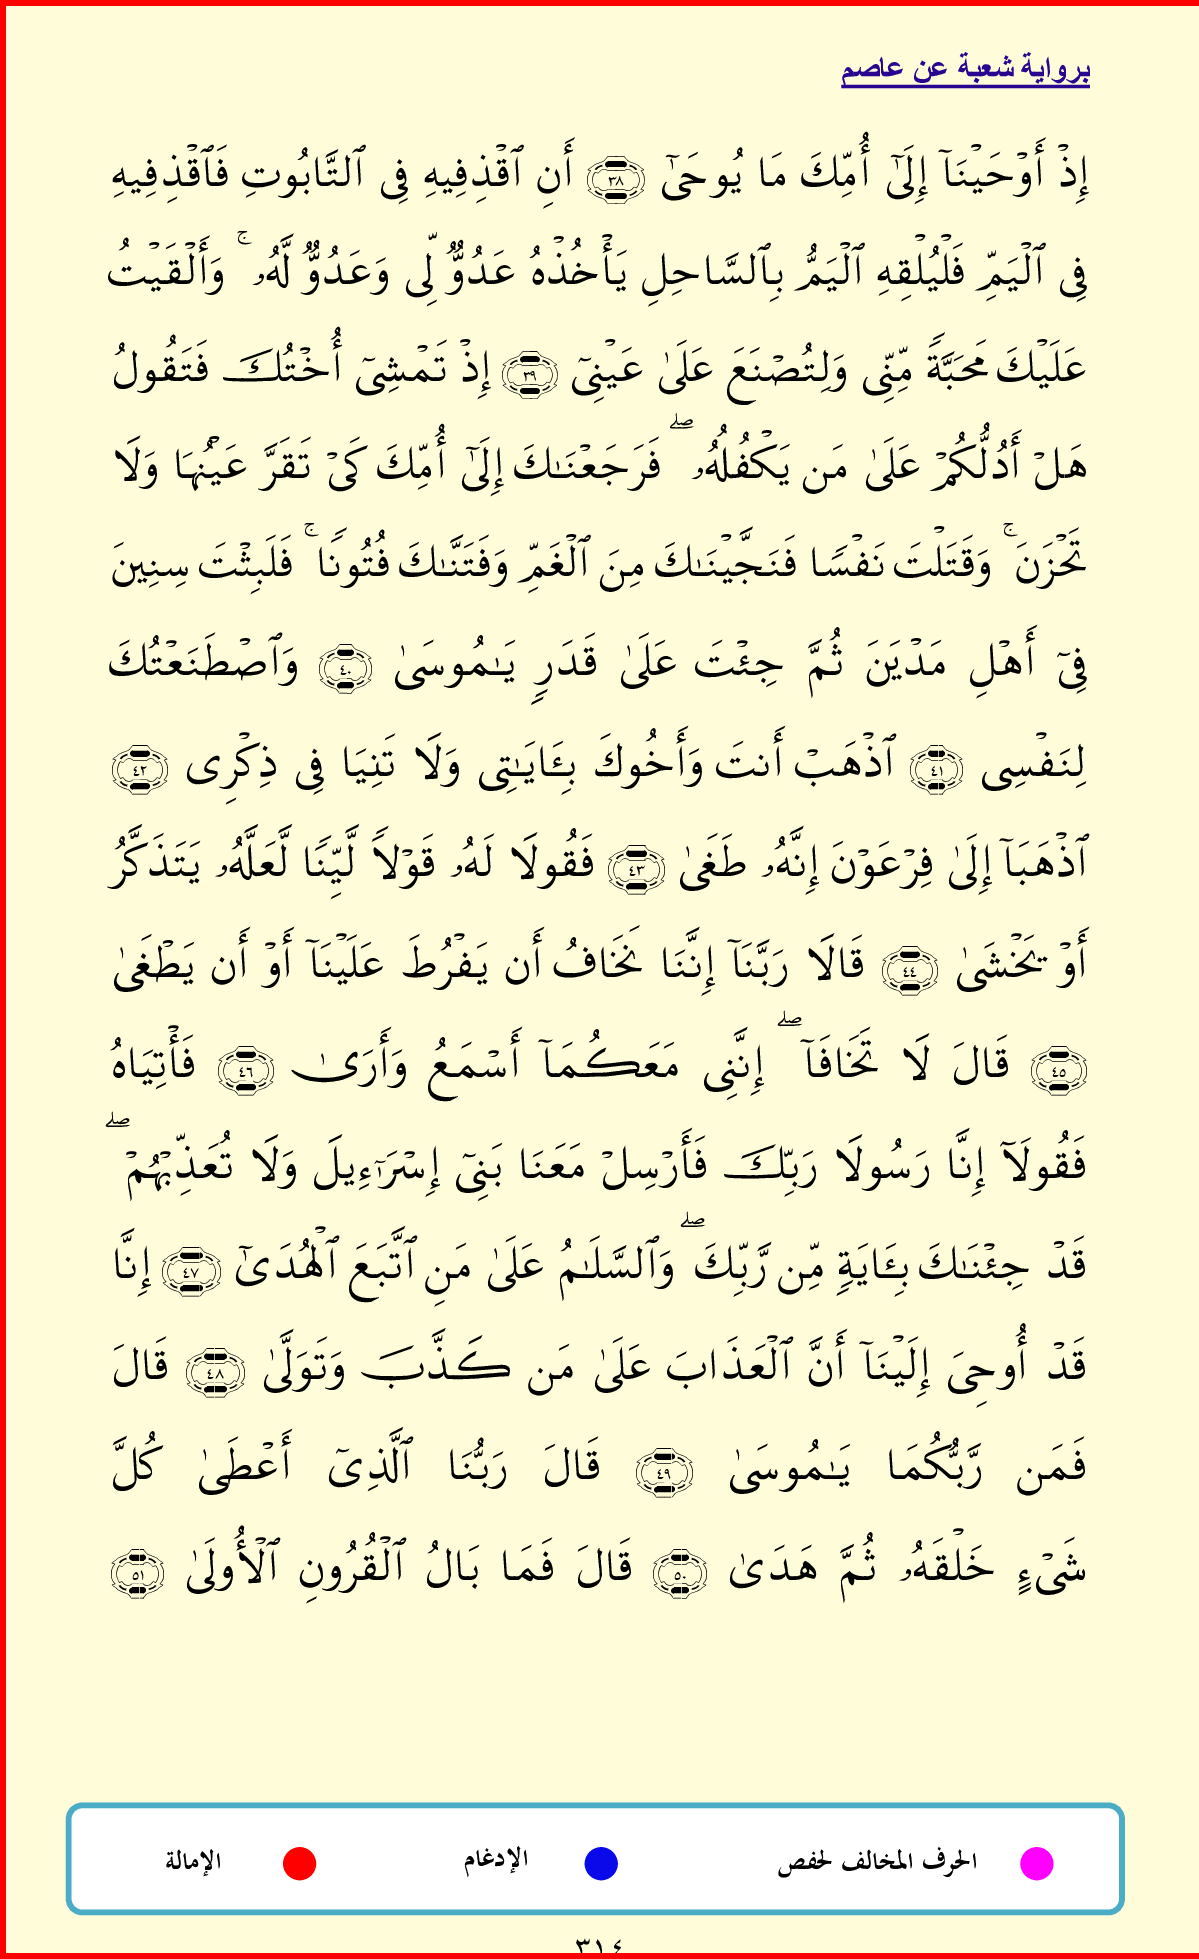 برواية شعبة عن عاصم
إِذۡ أَوۡحَيۡنَآ إِلَىٰٓ أُمِّكَ مَا يُوحَىٰٓ ٣٨ أَنِ ٱقۡذِفِيهِ فِى ٱلتَّابُوتِ فَٱقۡذِفِيهِ
فِى ٱلۡيَمِّ فَلۡيُلۡقِهِ ٱلۡيَمُّ بِٱلسَّاحِلِ يَأۡخُذۡهُ عَدُوٌّ لِّى وَعَدُوٌّ لَّهُۥۚ وَأَلۡقَيۡتُ
عَلَيۡكَ مَحَبَّةً مِّنِّى وَلِتُصۡنَعَ عَلَىٰ عَيۡنِىٓ ٣٩ إِذۡ تَمۡشِىٓ أُخۡتُكَ فَتَقُولُ
هَلۡ أَدُلُّكُمۡ عَلَىٰ مَن يَكۡفُلُهُۥۖ فَرَجَعۡنَـٰكَ إِلَىٰٓ أُمِّكَ كَىۡ تَقَرَّ عَيۡنُهَا وَلَا
تَحۡزَنَۚ وَقَتَلۡتَ نَفۡسًا فَنَجَّيۡنَـٰكَ مِنَ ٱلۡغَمِّ وَفَتَنَّـٰكَ فُتُونًاۚ فَلَبِثۡتَ سِنِينَ
فِىٓ أَهۡلِ مَدۡيَنَ ثُمَّ جِئۡتَ عَلَىٰ قَدَرٍ يَـٰمُوسَىٰ ٤٠ وَٱصۡطَنَعۡتُكَ
لِنَفۡسِى ٤١ ٱذۡهَبۡ أَنتَ وَأَخُوكَ بِـَٔايَـٰتِى وَلَا تَنِيَا فِى ذِكۡرِى ٤٢
ٱذۡهَبَآ إِلَىٰ فِرۡعَوۡنَ إِنَّهُۥ طَغَىٰ ٤٣ فَقُولَا لَهُۥ قَوۡلًا لَّيِّنًا لَّعَلَّهُۥ يَتَذَكَّرُ
أَوۡ يَخۡشَىٰ ٤٤ قَالَا رَبَّنَآ إِنَّنَا نَخَافُ أَن يَفۡرُطَ عَلَيۡنَآ أَوۡ أَن يَطۡغَىٰ
٤٥ قَالَ لَا تَخَافَآۖ إِنَّنِى مَعَكُمَآ أَسۡمَعُ وَأَرَىٰ ٤٦ فَأۡتِيَاهُ
فَقُولَآ إِنَّا رَسُولَا رَبِّكَ فَأَرۡسِلۡ مَعَنَا بَنِىٓ إِسۡرَـٰٓءِيلَ وَلَا تُعَذِّبۡهُمۡۖ
قَدۡ جِئۡنَـٰكَ بِـَٔايَةٍ مِّن رَّبِّكَۖ وَٱلسَّلَـٰمُ عَلَىٰ مَنِ ٱتَّبَعَ ٱلۡهُدَىٰٓ ٤٧ إِنَّا
قَدۡ أُوحِىَ إِلَيۡنَآ أَنَّ ٱلۡعَذَابَ عَلَىٰ مَن كَذَّبَ وَتَوَلَّىٰ ٤٨ قَالَ
فَمَن رَّبُّكُمَا يَـٰمُوسَىٰ ٤٩ قَالَ رَبُّنَا ٱلَّذِىٓ أَعۡطَىٰ كُلَّ
شَىۡءٍ خَلۡقَهُۥ ثُمَّ هَدَىٰ ٥٠ قَالَ فَمَا بَالُ ٱلۡقُرُونِ ٱلۡأُولَىٰ ٥١
الحرف المخالف لحفص الإدغام الإمالة
٣١٤